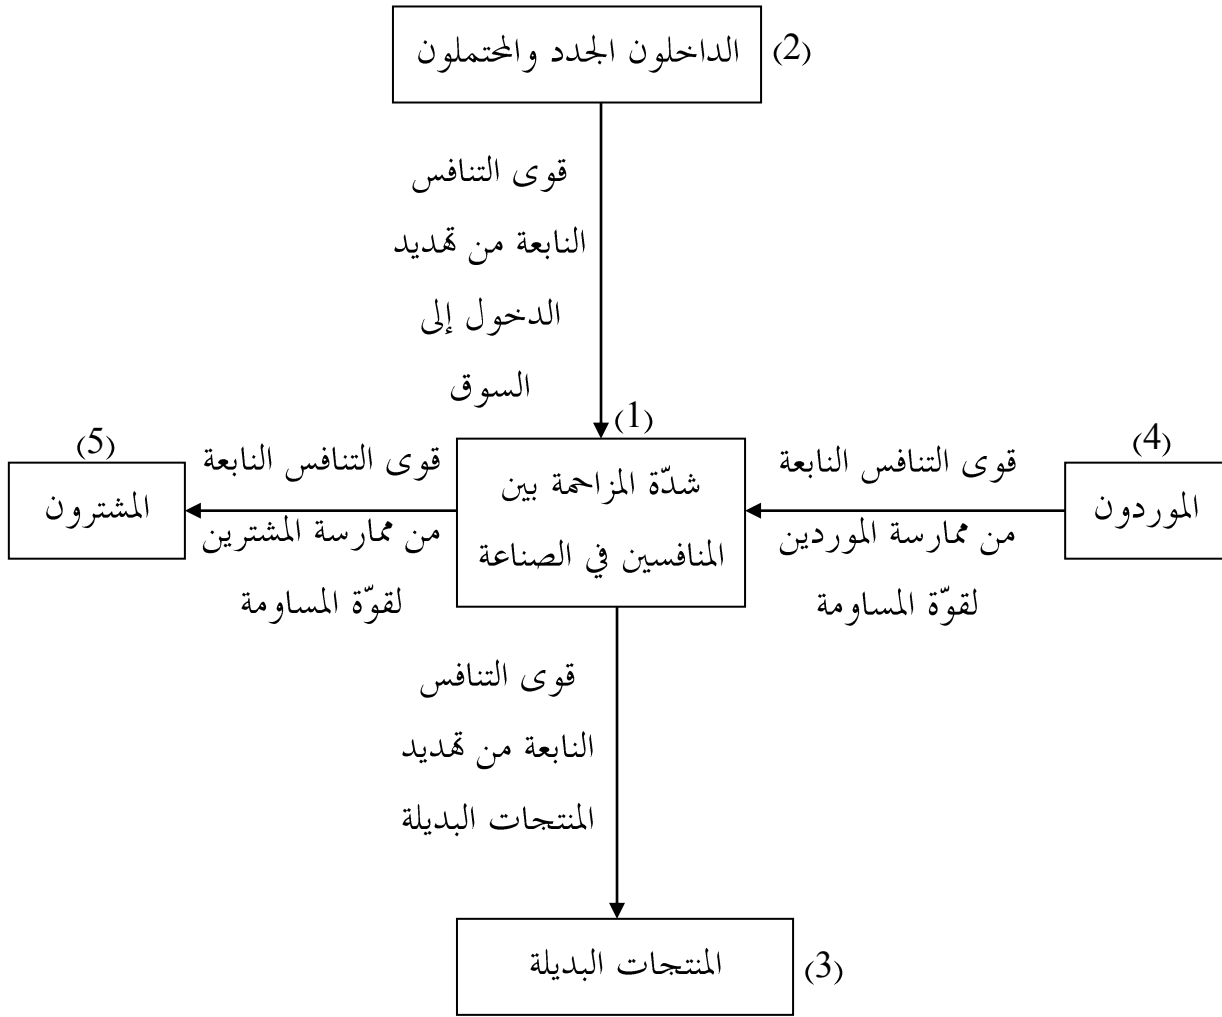 الداخلون الجدد والمحتملون
(2)
قوى التنافس
النابعة من تهديد
الدخول إلى
السوق
(1)
شدّة المزاحمة بين
المنافسين في الصناعة
(4)
الموردون
قوى التنافس النابعة
من ممارسة الموردين
لقوّة المساومة
قوى التنافس النابعة
من ممارسة المشترين
لقوّة المساومة
(5)
المشترون
قوى التنافس
النابعة من تهديد
المنتجات البديلة
المنتجات البديلة
(3)